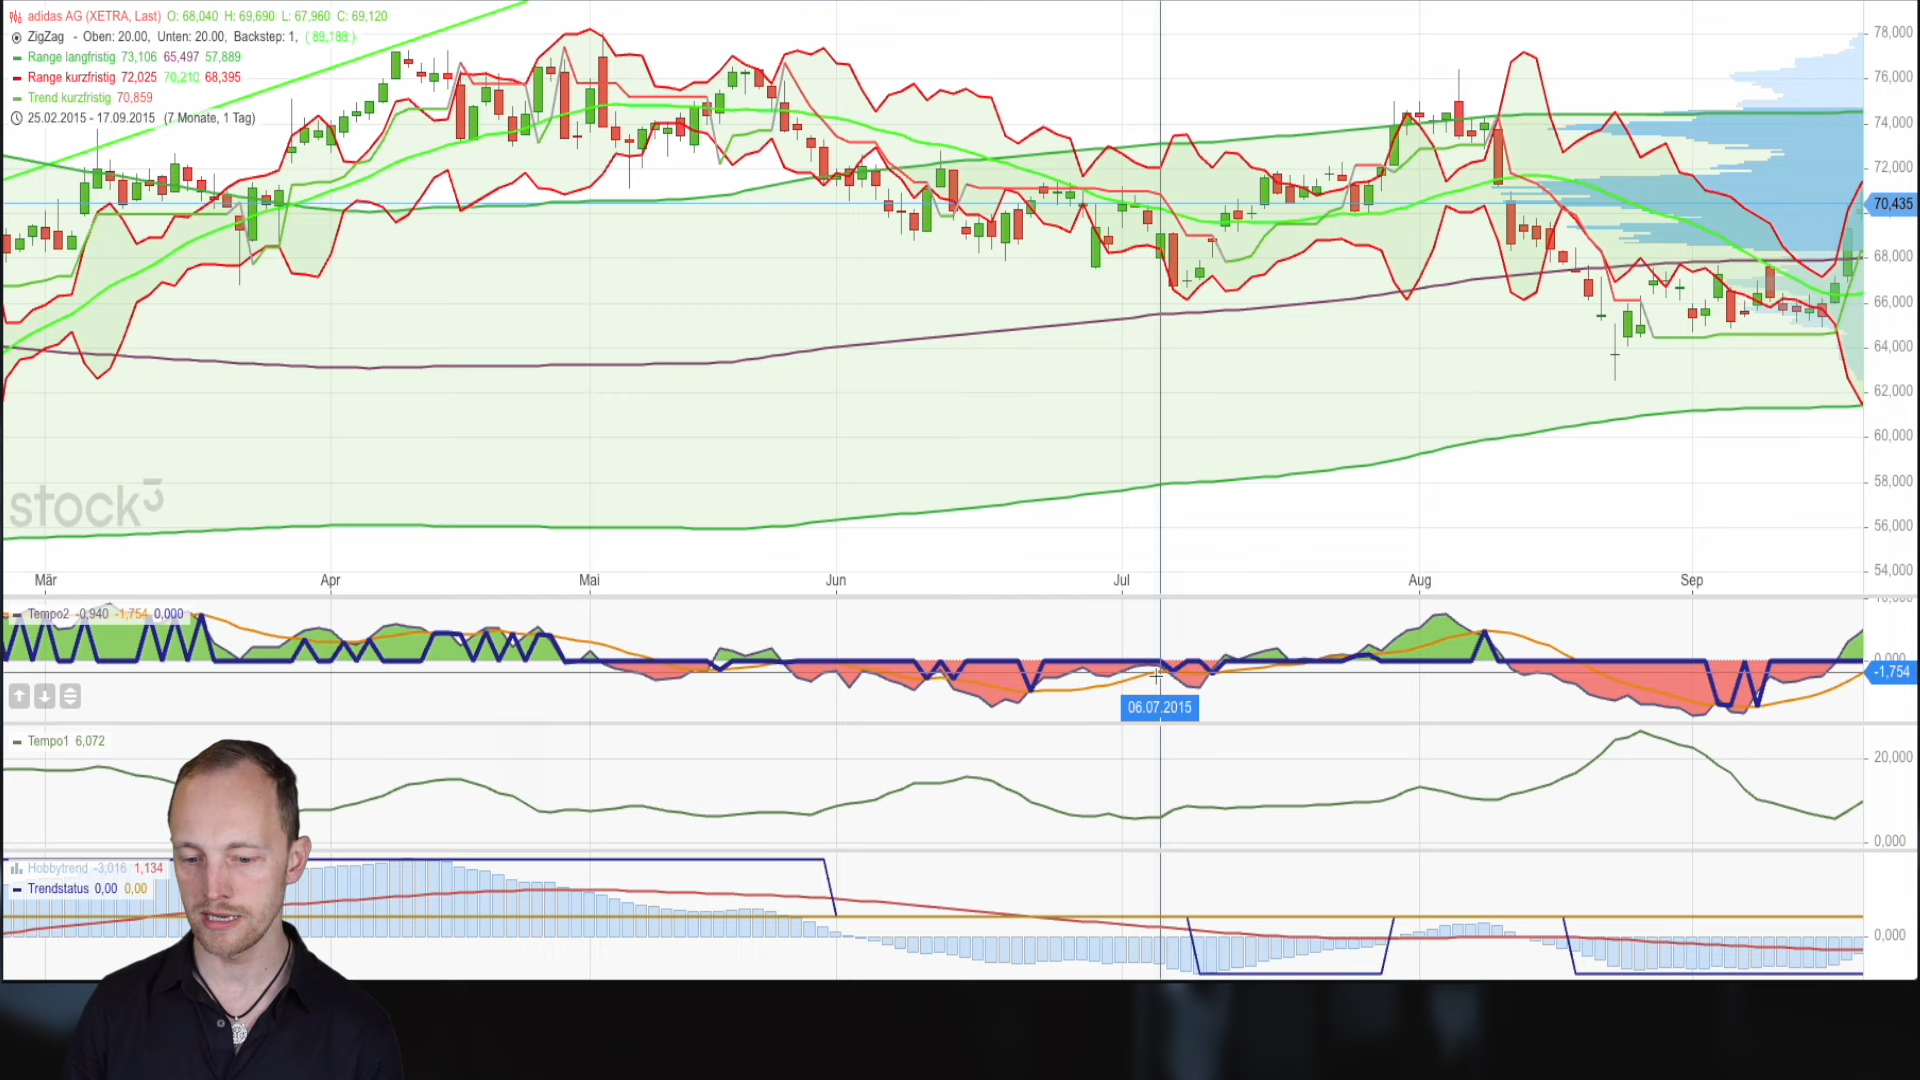 adidas AG (XETRA, Last) O: 68,040 H: 69,690 L: 67,960 C: 69,120
ZigZag - Oben: 20.00, Unten: 20.00, Backstep: 1, ( 89,188 )
Range langfristig 73,106 65,497 57,889
Range kurzfristig 72,025 70,210 68,395
Trend kurzfristig 70,859
25.02.2015 - 17.09.2015 (7 Monate, 1 Tag)
78,000
76,000
74,000
72,000
70,435
68,000
66,000
64,000
62,000
60,000
58,000
56,000
54,000
stock3
Mär Apr Mai Jun Jul Aug Sep
Tempo2 -0,940 -1,754 0,000
10,000
0,000
-1,754
06.07.2015
Tempo1 6,072
20,000
0,000
Hobbytrend -3,016 1,134
Trendstatus 0,00 0,00
0,000